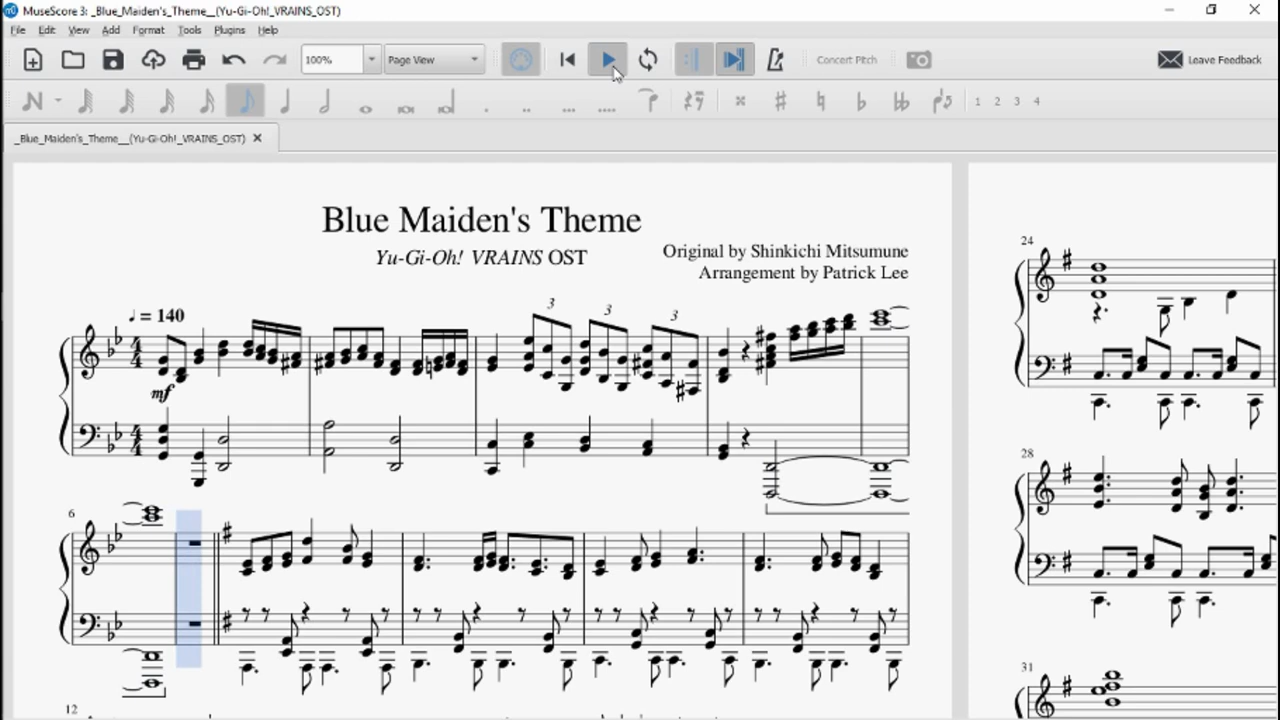 MuseScore 3: _Blue_Maiden's_Theme__(Yu-Gi-Oh!_VRAINS_OST)
File Edit View Add Format Tools Plugins Help
100% Page View Concert Pitch Leave Feedback
1 2 3 4
_Blue_Maiden's_Theme__(Yu-Gi-Oh!_VRAINS_OST)
Blue Maiden's Theme
Yu-Gi-Oh! VRAINS OST
Original by Shinkichi Mitsumune
Arrangement by Patrick Lee
= 140
3 3 3
mf
6
12
24
28
31